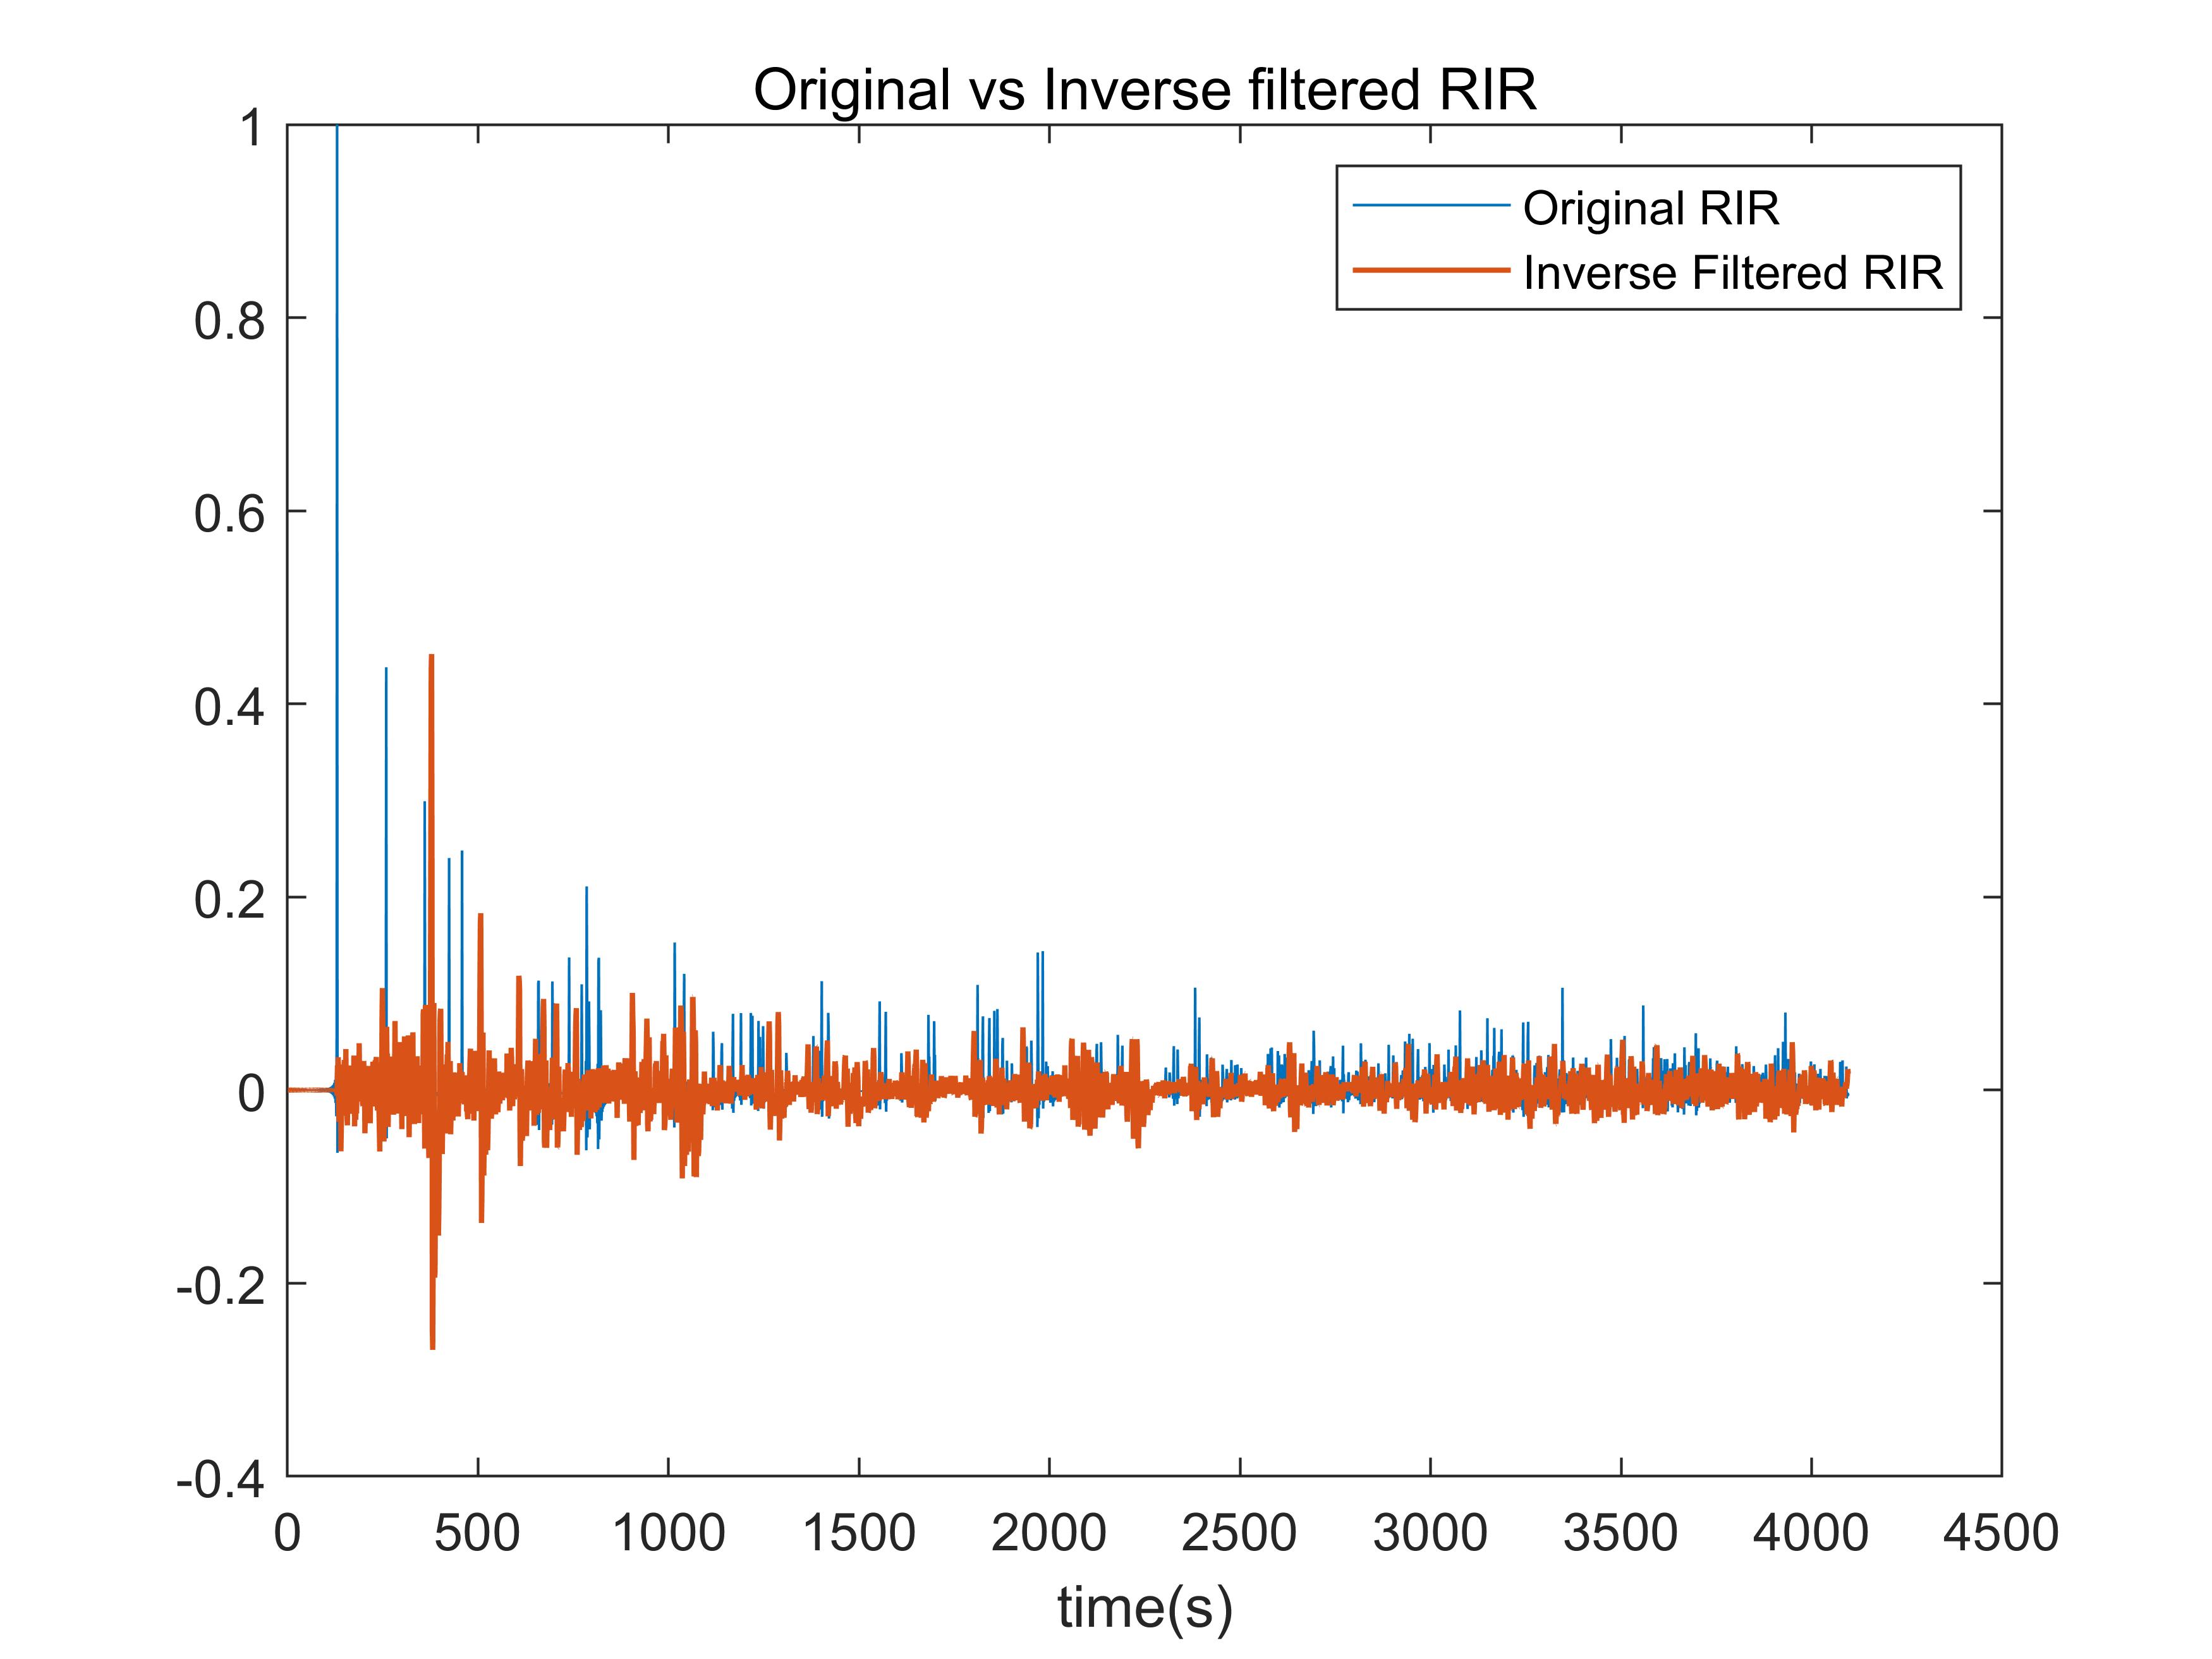 Original vs Inverse filtered RIR
1
0.8
0.6
0.4
0.2
0
-0.2
-0.4
Original RIR
Inverse Filtered RIR
0 500 1000 1500 2000 2500 3000 3500 4000 4500
time(s)